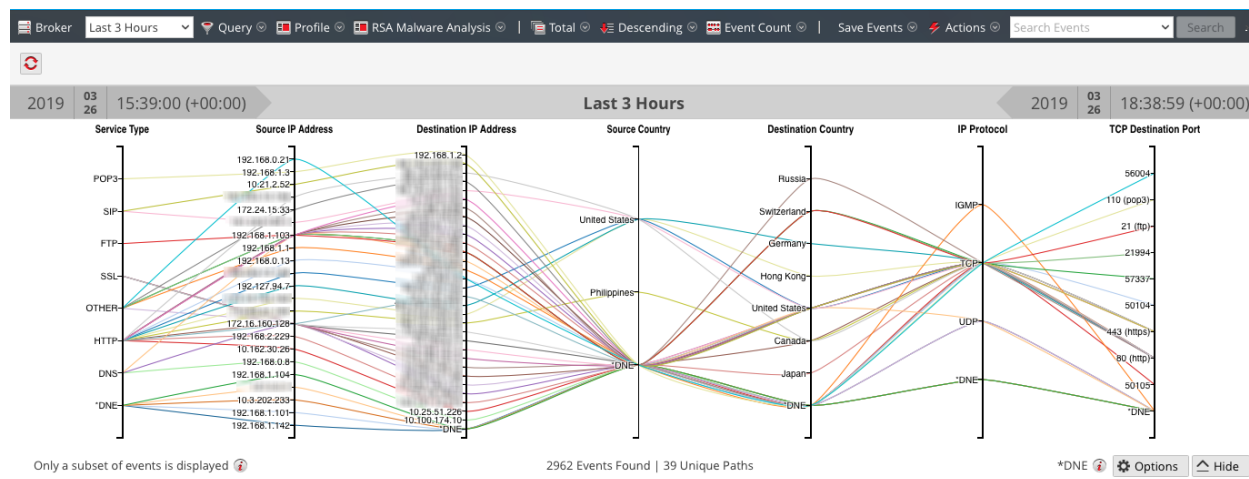 Broker Last 3 Hours Query Profile RSA Malware Analysis | Total Descending Event Count | Save Events Actions Search Events Search
2019 03 26 15:39:00 (+00:00) Last 3 Hours 2019 03 26 18:38:59 (+00:00)
Service Type Source IP Address Destination IP Address Source Country Destination Country IP Protocol TCP Destination Port
POP3
SIP
FTP
SSL
OTHER
HTTP
DNS
*DNE
192.168.0.21
192.168.1.3
10.21.2.52
172.24.15.33
192.168.1.103
192.168.1.1
192.168.0.13
192.127.94.7
172.16.160.128
192.168.2.229
10.162.30.26
192.168.0.8
192.168.1.104
10.3.202.233
192.168.1.101
192.168.1.142
192.168.1.2
10.25.51.226
10.100.174.10
*DNE
United States
Philippines
*DNE
Russia
Switzerland
Germany
Hong Kong
United States
Canada
Japan
*DNE
IGMP
TCP
UDP
*DNE
56004
110 (pop3)
21 (ftp)
21994
57337
50104
443 (https)
80 (http)
50105
*DNE
Only a subset of events is displayed 2962 Events Found | 39 Unique Paths *DNE Options Hide